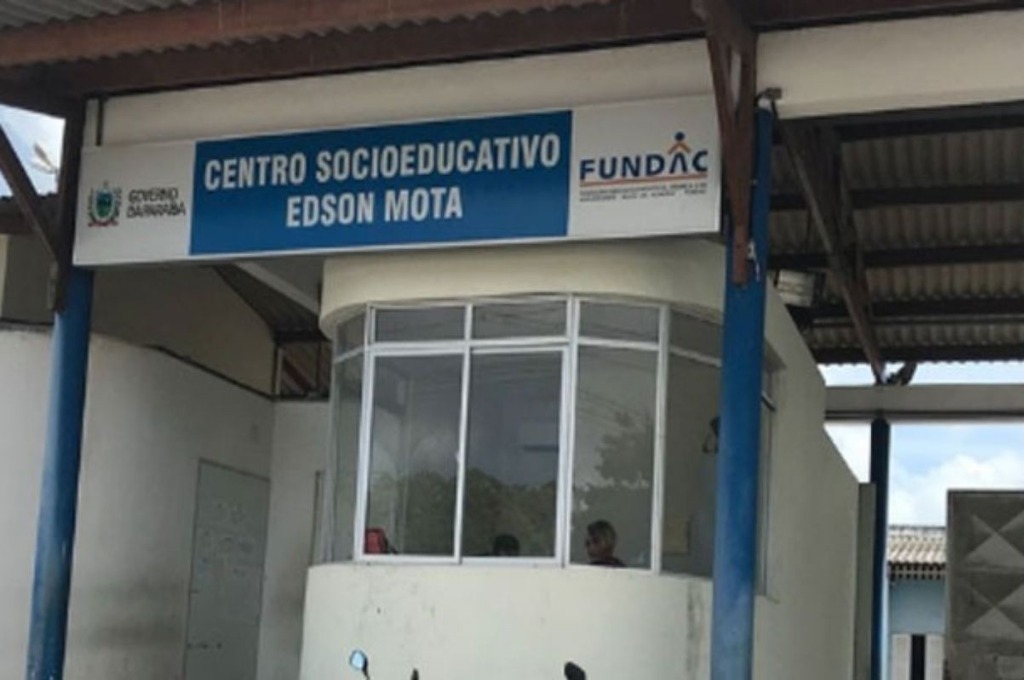 GOVERNO
DA PARAÍBA
CENTRO SOCIOEDUCATIVO
EDSON MOTA
FUNDAC